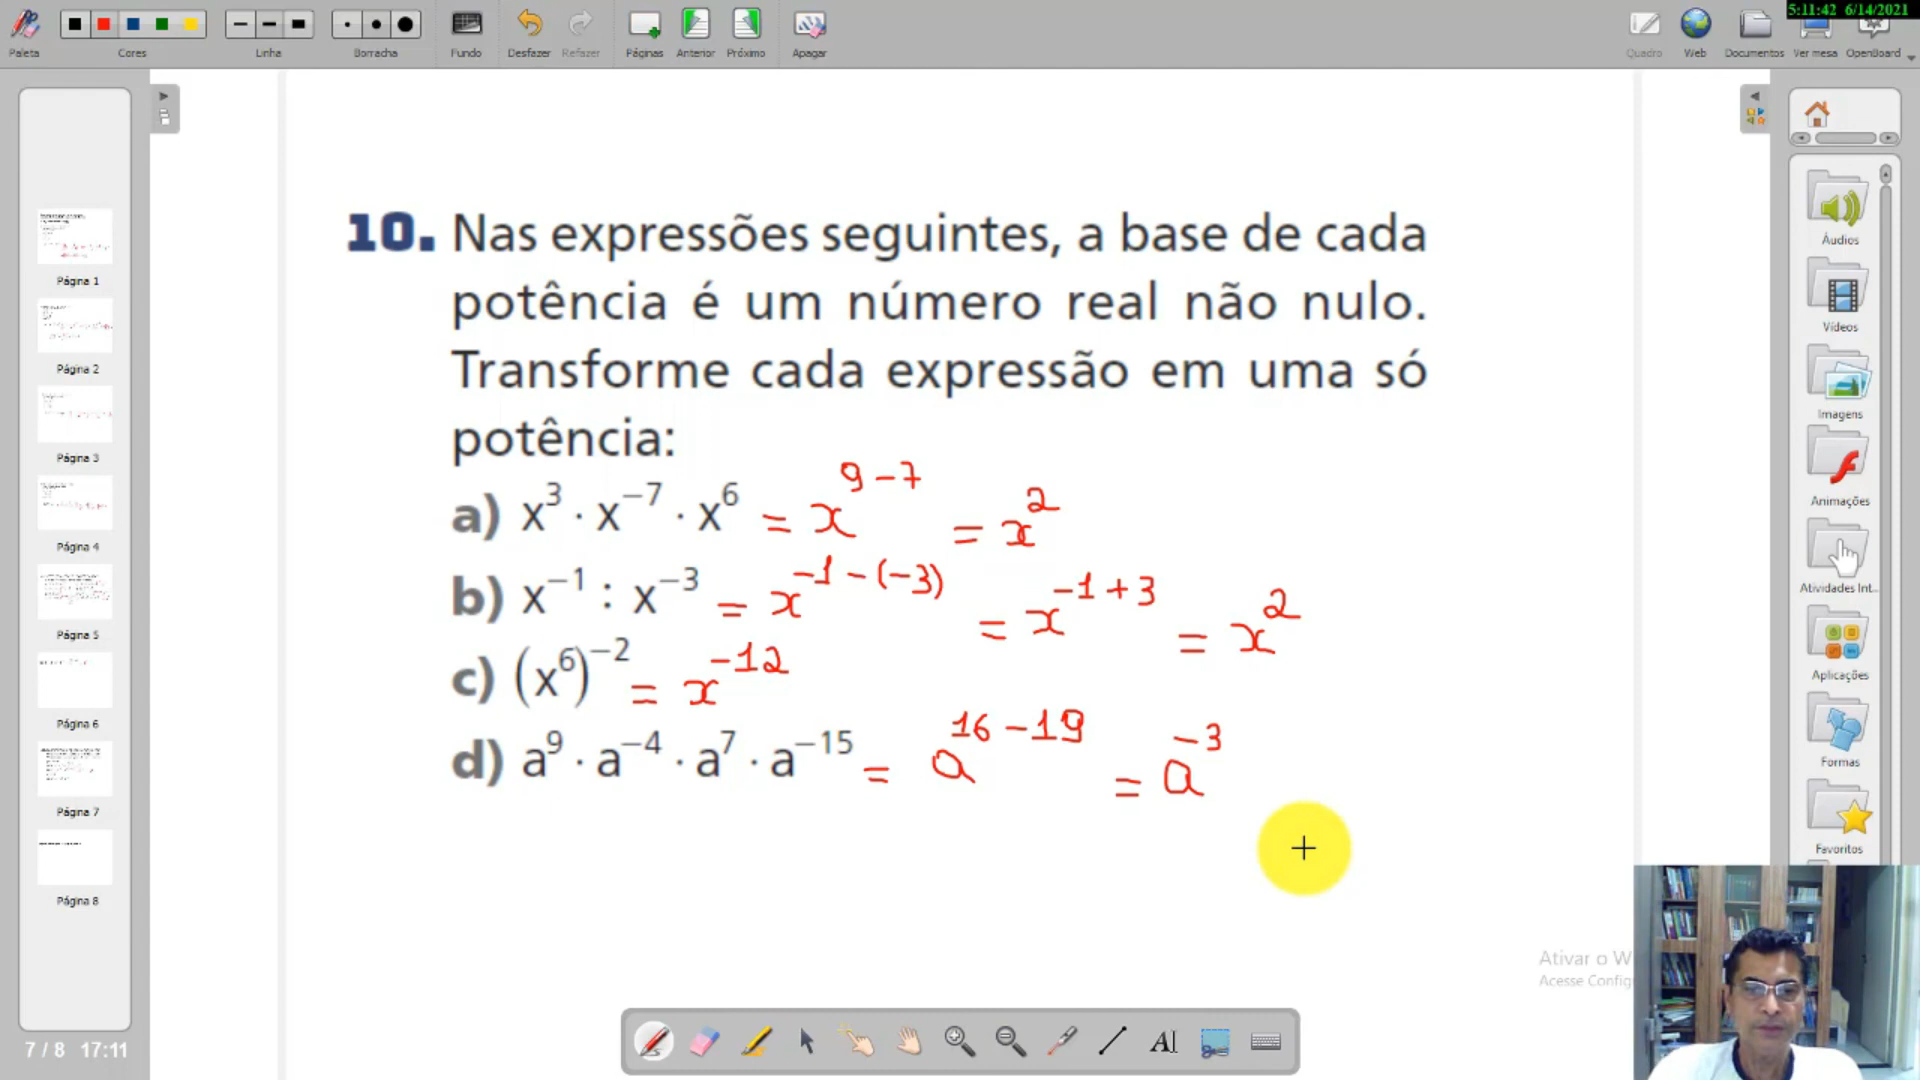 5:11:42 6/14/2021
Paleta Cores Linha Borracha Fundo Desfazer Refazer Páginas Anterior Próximo Apagar Quadro Web Documentos Ver mesa OpenBoard
10. Nas expressões seguintes, a base de cada
potência é um número real não nulo.
Transforme cada expressão em uma só
potência:
a) x³ · x⁻⁷ · x⁶ = x⁹⁻⁷ = x²
b) x⁻¹ : x⁻³ = x⁻¹⁻⁽⁻³⁾ = x⁻¹⁺³ = x²
c) (x⁶)⁻² = x⁻¹²
d) a⁹ · a⁻⁴ · a⁷ · a⁻¹⁵ = a¹⁶⁻¹⁹ = a⁻³
Página 1
Página 2
Página 3
Página 4
Página 5
Página 6
Página 7
Página 8
7 / 8 17:11
Áudios
Vídeos
Imagens
Animações
Atividades Int...
Aplicações
Formas
Favoritos
Ativar o W
Acesse Config
AI